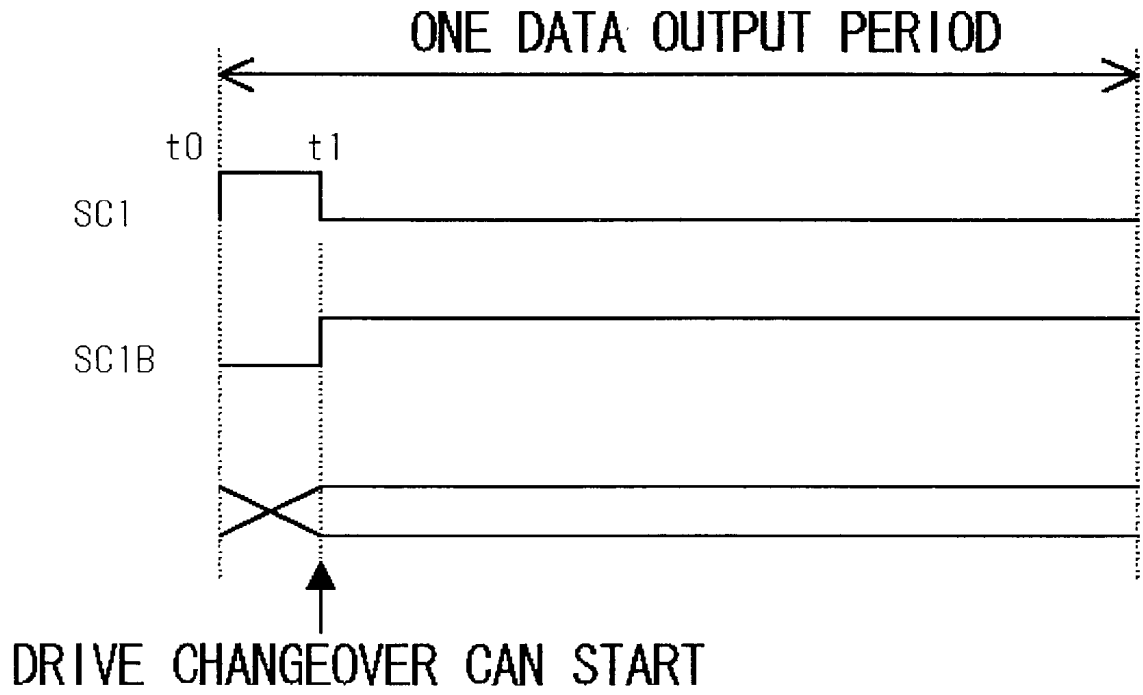 ONE DATA OUTPUT PERIOD
t0 t1
SC1
SC1B
DRIVE CHANGEOVER CAN START